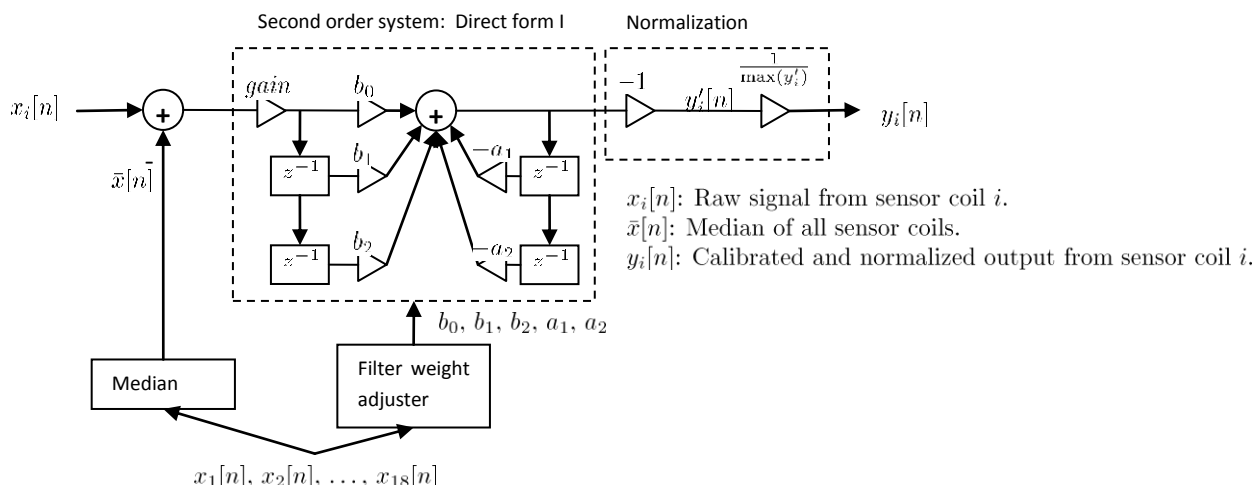 Second order system: Direct form I
Normalization
x_i[n]
+
x̄[n]
-
gain
b_0
+
b_1
b_2
z^{-1}
z^{-1}
-a_1
-a_2
z^{-1}
z^{-1}
-1
y'_i[n]
1/max(y'_i)
y_i[n]
x_i[n]: Raw signal from sensor coil i.
x̄[n]: Median of all sensor coils.
y_i[n]: Calibrated and normalized output from sensor coil i.
b_0, b_1, b_2, a_1, a_2
Median
Filter weight
adjuster
x_1[n], x_2[n], ..., x_18[n]